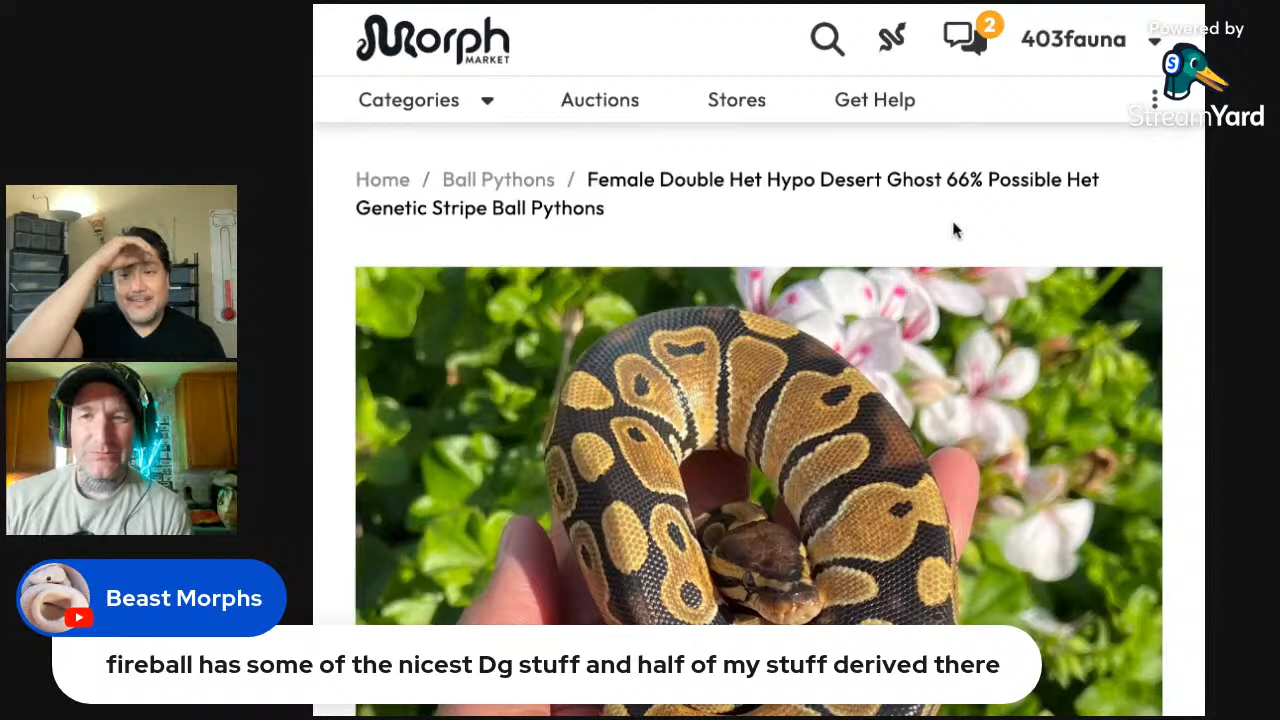 Morph
MARKET
2
403fauna
Powered by
S
StreamYard
Categories
Auctions
Stores
Get Help
Home / Ball Pythons / Female Double Het Hypo Desert Ghost 66% Possible Het
Genetic Stripe Ball Pythons
Beast Morphs
fireball has some of the nicest Dg stuff and half of my stuff derived there